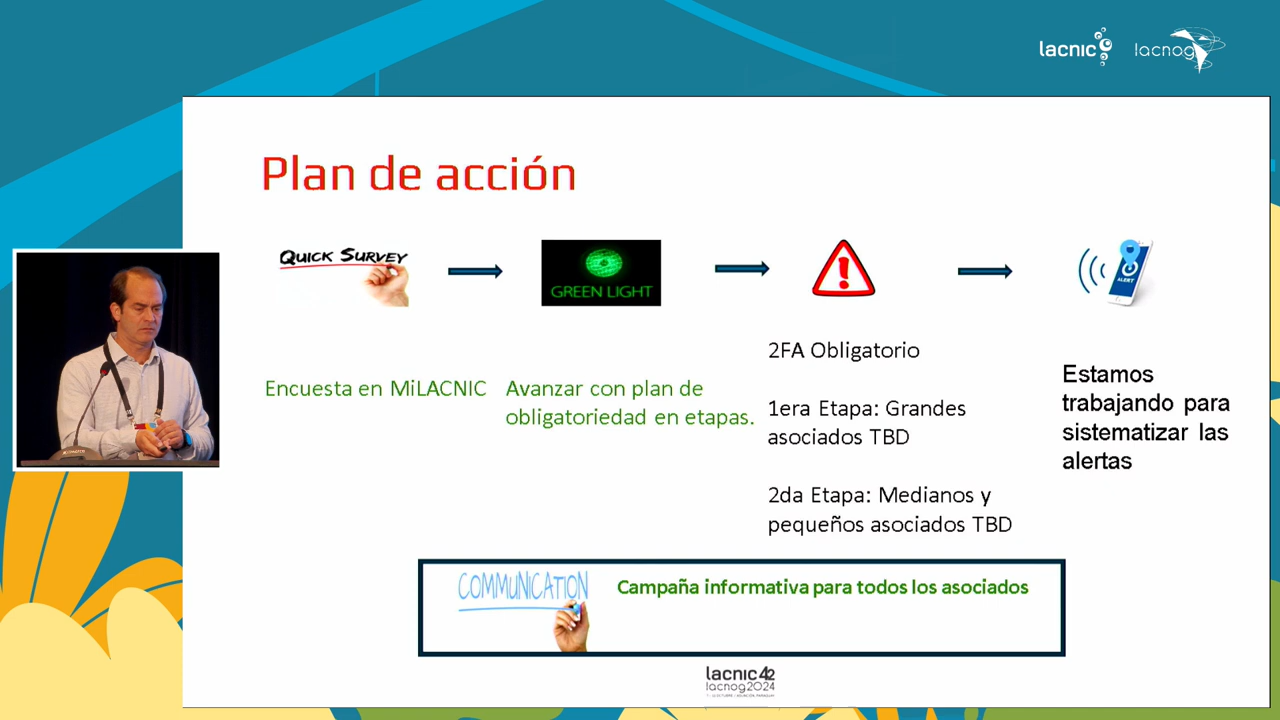 lacnic
lacnog
Plan de acción
QUICK SURVEY
GREEN LIGHT
ALERT
Encuesta en MiLACNIC
Avanzar con plan de
obligatoriedad en etapas.
2FA Obligatorio
1era Etapa: Grandes
asociados TBD
2da Etapa: Medianos y
pequeños asociados TBD
Estamos
trabajando para
sistematizar las
alertas
COMMUNICATION
Campaña informativa para todos los asociados
lacnic42
lacnog2024